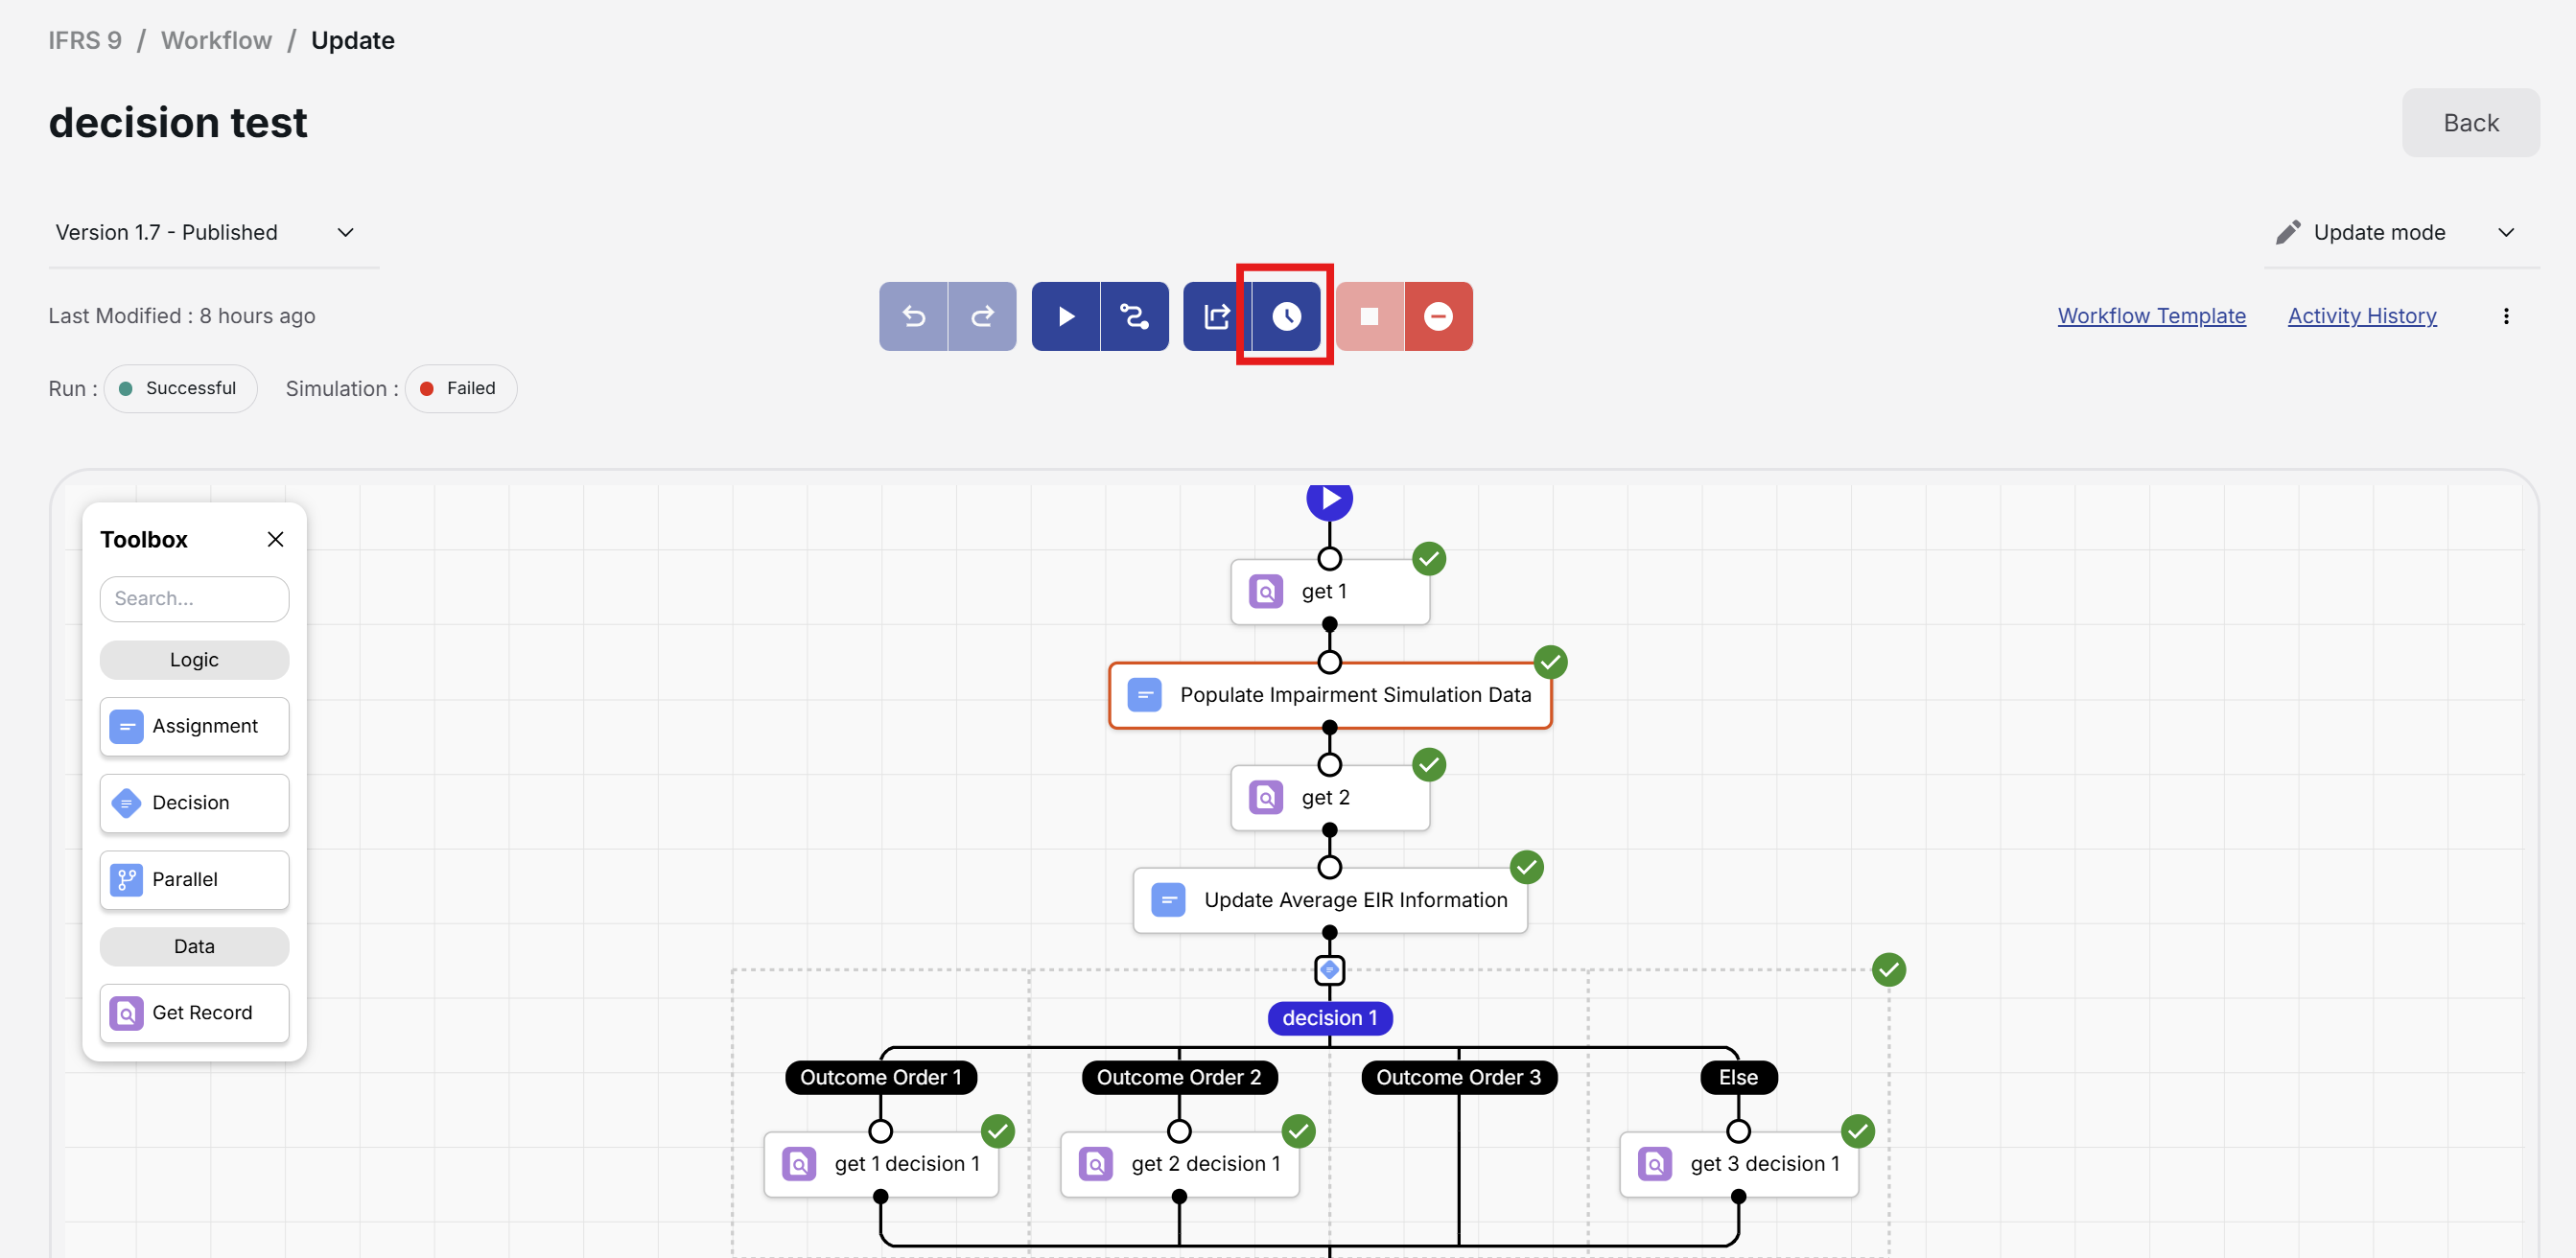 IFRS 9 / Workflow / Update
decision test
Back
Version 1.7 - Published
Update mode
Last Modified : 8 hours ago
Workflow Template
Activity History
Run : Successful
Simulation : Failed
Toolbox
Search...
Logic
Assignment
Decision
Parallel
Data
Get Record
get 1
Populate Impairment Simulation Data
get 2
Update Average EIR Information
decision 1
Outcome Order 1
Outcome Order 2
Outcome Order 3
Else
get 1 decision 1
get 2 decision 1
get 3 decision 1